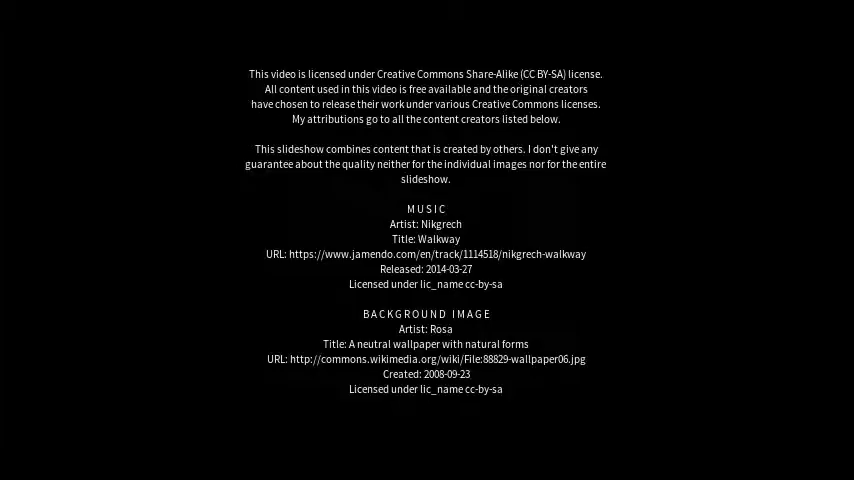 This video is licensed under Creative Commons Share-Alike (CC BY-SA) license.
All content used in this video is free available and the original creators
have chosen to release their work under various Creative Commons licenses.
My attributions go to all the content creators listed below.
This slideshow combines content that is created by others. I don't give any
guarantee about the quality neither for the individual images nor for the entire
slideshow.
MUSIC
Artist: Nikgrech
Title: Walkway
URL: https://www.jamendo.com/en/track/1114518/nikgrech-walkway
Released: 2014-03-27
Licensed under lic_name cc-by-sa
BACKGROUND IMAGE
Artist: Rosa
Title: A neutral wallpaper with natural forms
URL: http://commons.wikimedia.org/wiki/File:88829-wallpaper06.jpg
Created: 2008-09-23
Licensed under lic_name cc-by-sa